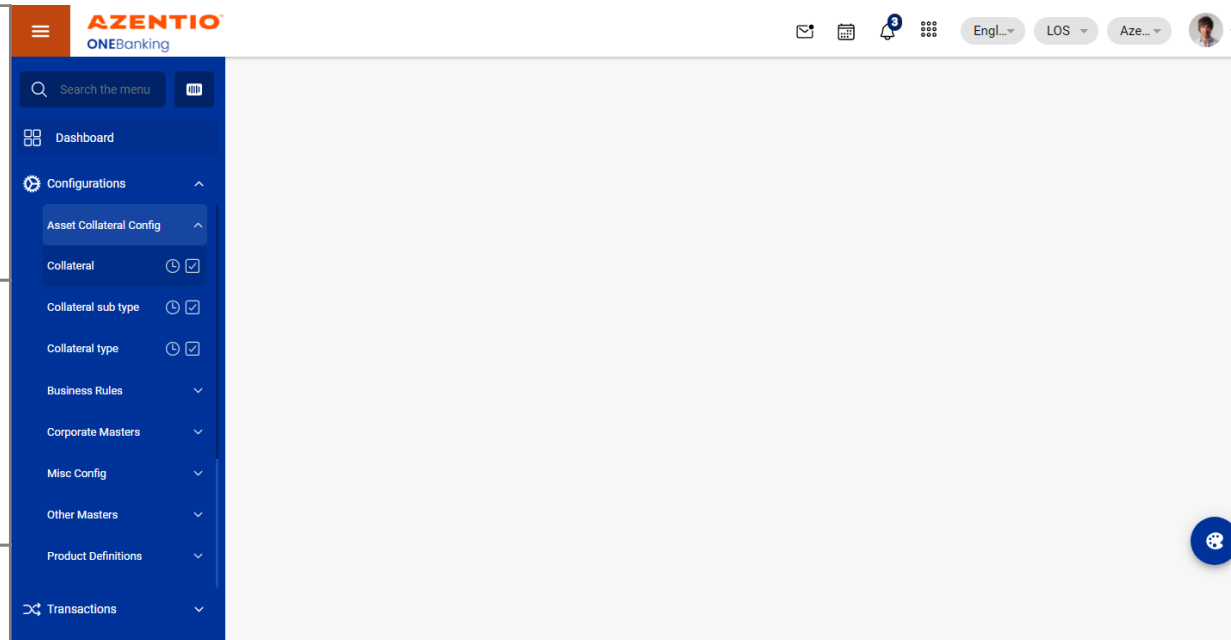 AZENTIO
ONEBanking
3
Engl...
LOS
Aze...
Search the menu
Dashboard
Configurations
Asset Collateral Config
Collateral
Collateral sub type
Collateral type
Business Rules
Corporate Masters
Misc Config
Other Masters
Product Definitions
Transactions